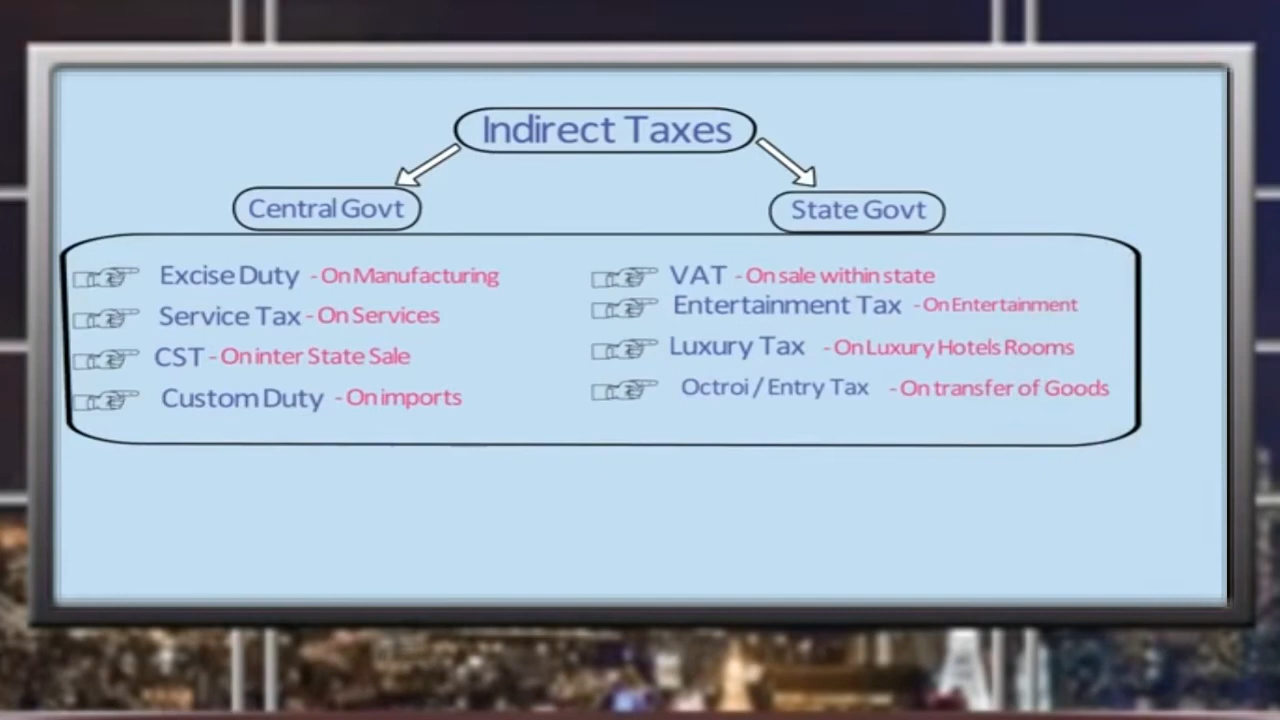 Indirect Taxes
Central Govt
State Govt
Excise Duty - On Manufacturing
Service Tax - On Services
CST - On inter State Sale
Custom Duty - On imports
VAT - On sale within state
Entertainment Tax - On Entertainment
Luxury Tax - On Luxury Hotels Rooms
Octroi / Entry Tax - On transfer of Goods